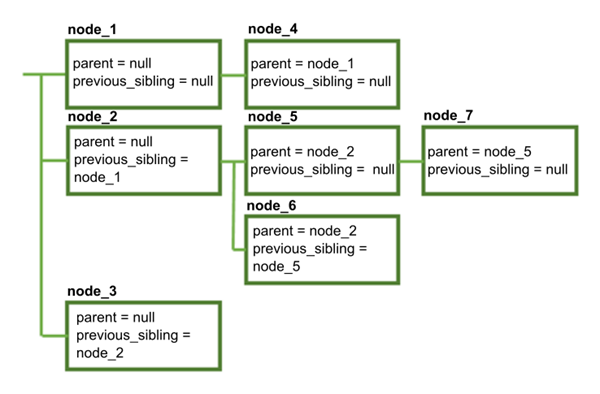 node_1
parent = null
previous_sibling = null
node_4
parent = node_1
previous_sibling = null
node_2
parent = null
previous_sibling =
node_1
node_5
parent = node_2
previous_sibling = null
node_7
parent = node_5
previous_sibling = null
node_6
parent = node_2
previous_sibling =
node_5
node_3
parent = null
previous_sibling =
node_2